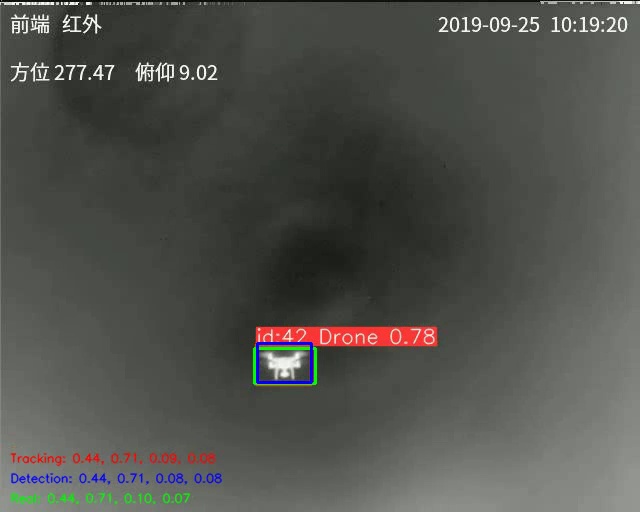 前端 红外 2019-09-25 10:19:20
方位 277.47 俯仰 9.02
id:42 Drone 0.78
Tracking: 0.44, 0.71, 0.09, 0.08
Detection: 0.44, 0.71, 0.08, 0.08
0.44, 0.71, 0.10, 0.07